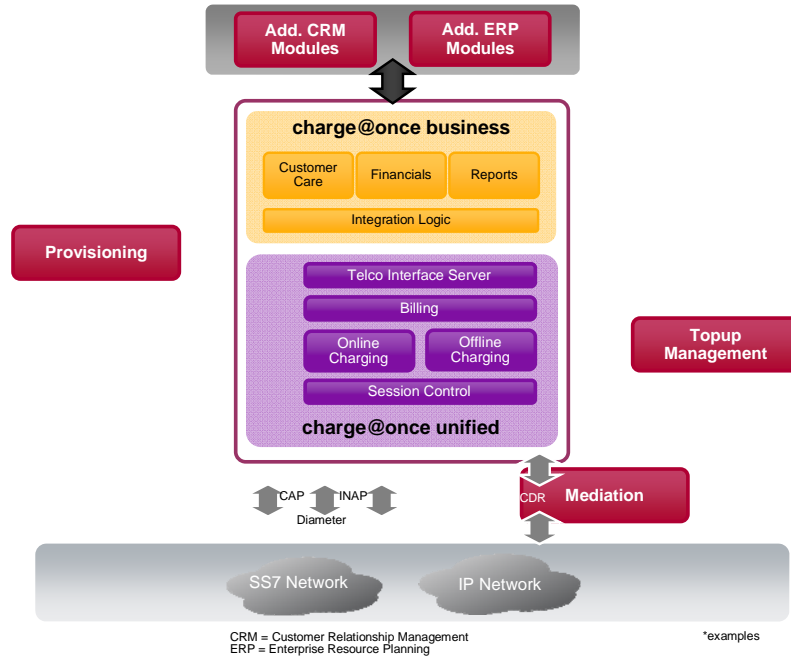 Add. CRM
Modules
Add. ERP
Modules
charge@once business
Customer
Care
Financials
Reports
Integration Logic
Provisioning
Telco Interface Server
Billing
Online
Charging
Offline
Charging
Topup
Management
Session Control
charge@once unified
CAP
INAP
Diameter
CDR
Mediation
SS7 Network
IP Network
CRM = Customer Relationship Management
ERP = Enterprise Resource Planning
*examples